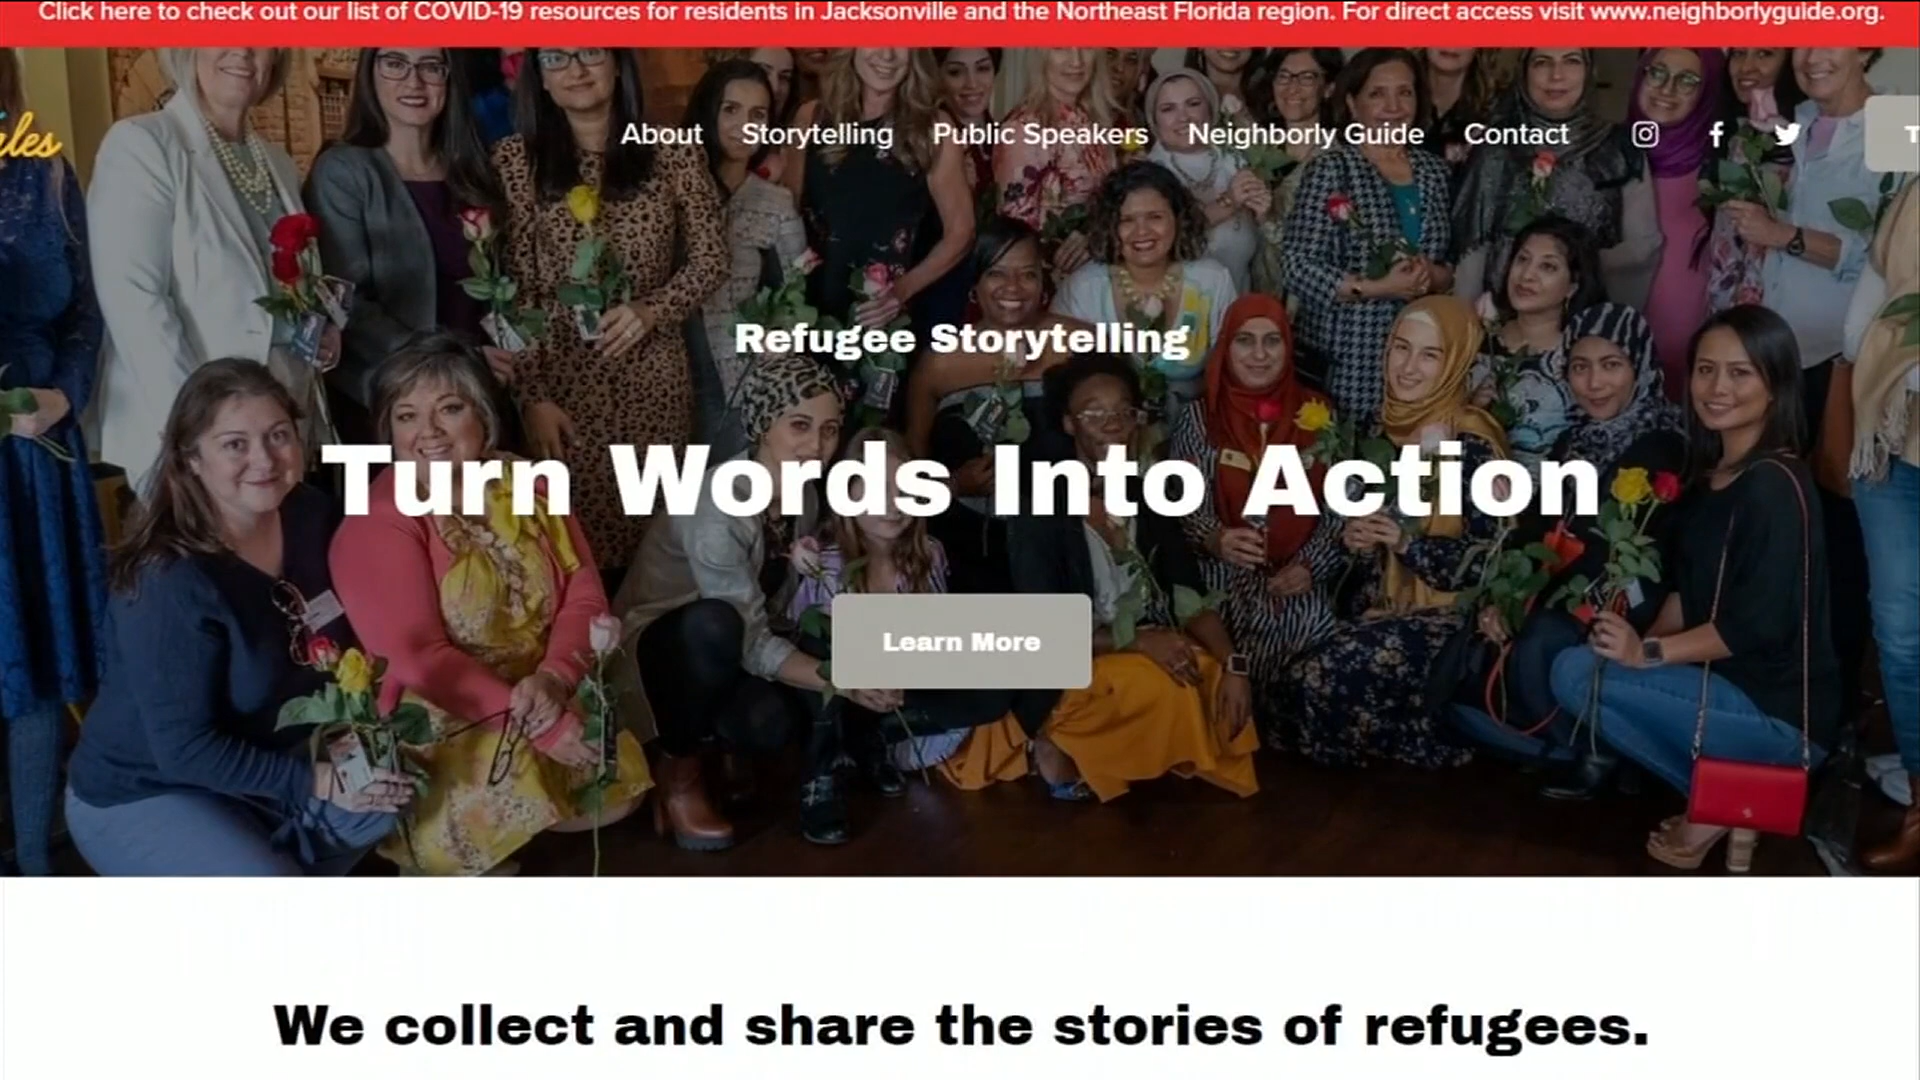 Click here to check out our list of COVID-19 resources for residents in Jacksonville and the Northeast Florida region. For direct access visit www.neighborlyguide.org.
About Storytelling Public Speakers Neighborly Guide Contact
Refugee Storytelling
Turn Words Into Action
Learn More
We collect and share the stories of refugees.